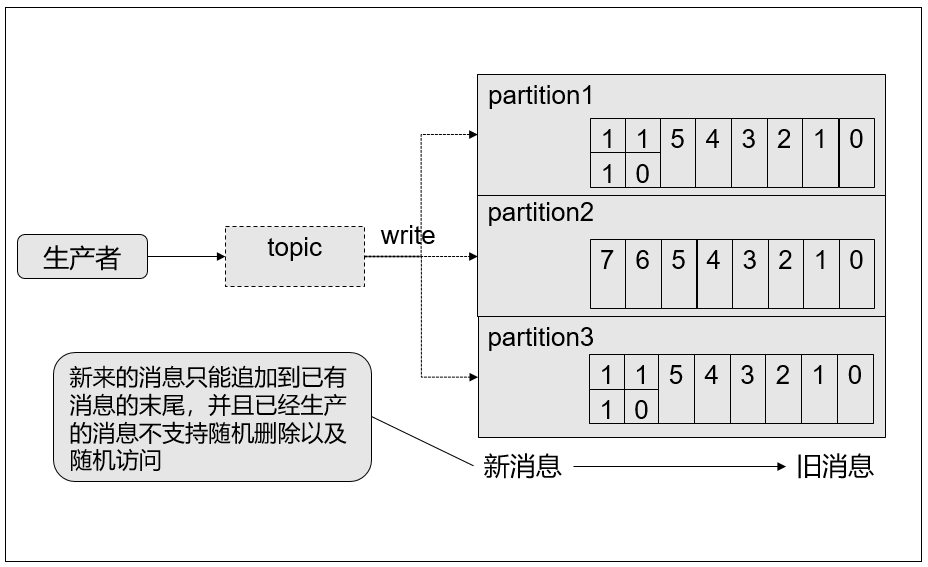 partition1
1 1 5 4 3 2 1 0
1 0
partition2
7 6 5 4 3 2 1 0
partition3
1 1 5 4 3 2 1 0
1 0
生产者
topic
write
新来的消息只能追加到已有
消息的末尾，并且已经生产
的消息不支持随机删除以及
随机访问
新消息
旧消息